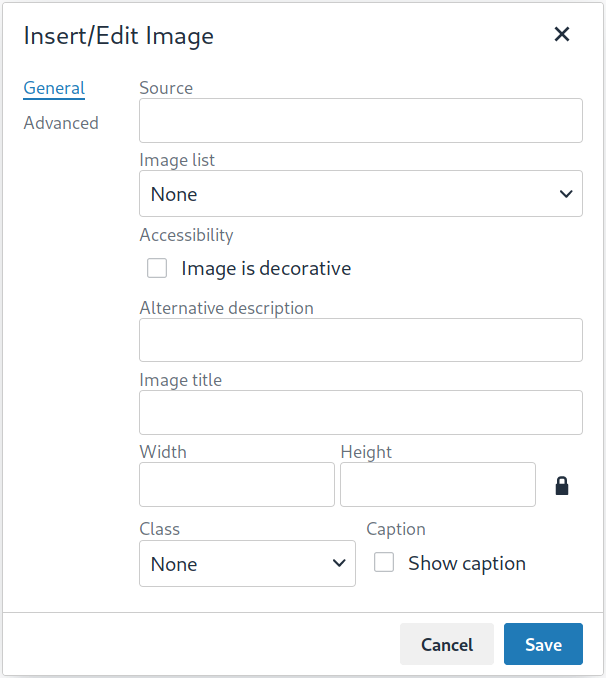 Insert/Edit Image
General
Advanced
Source
Image list
None
Accessibility
Image is decorative
Alternative description
Image title
Width Height
Class Caption
None Show caption
Cancel Save